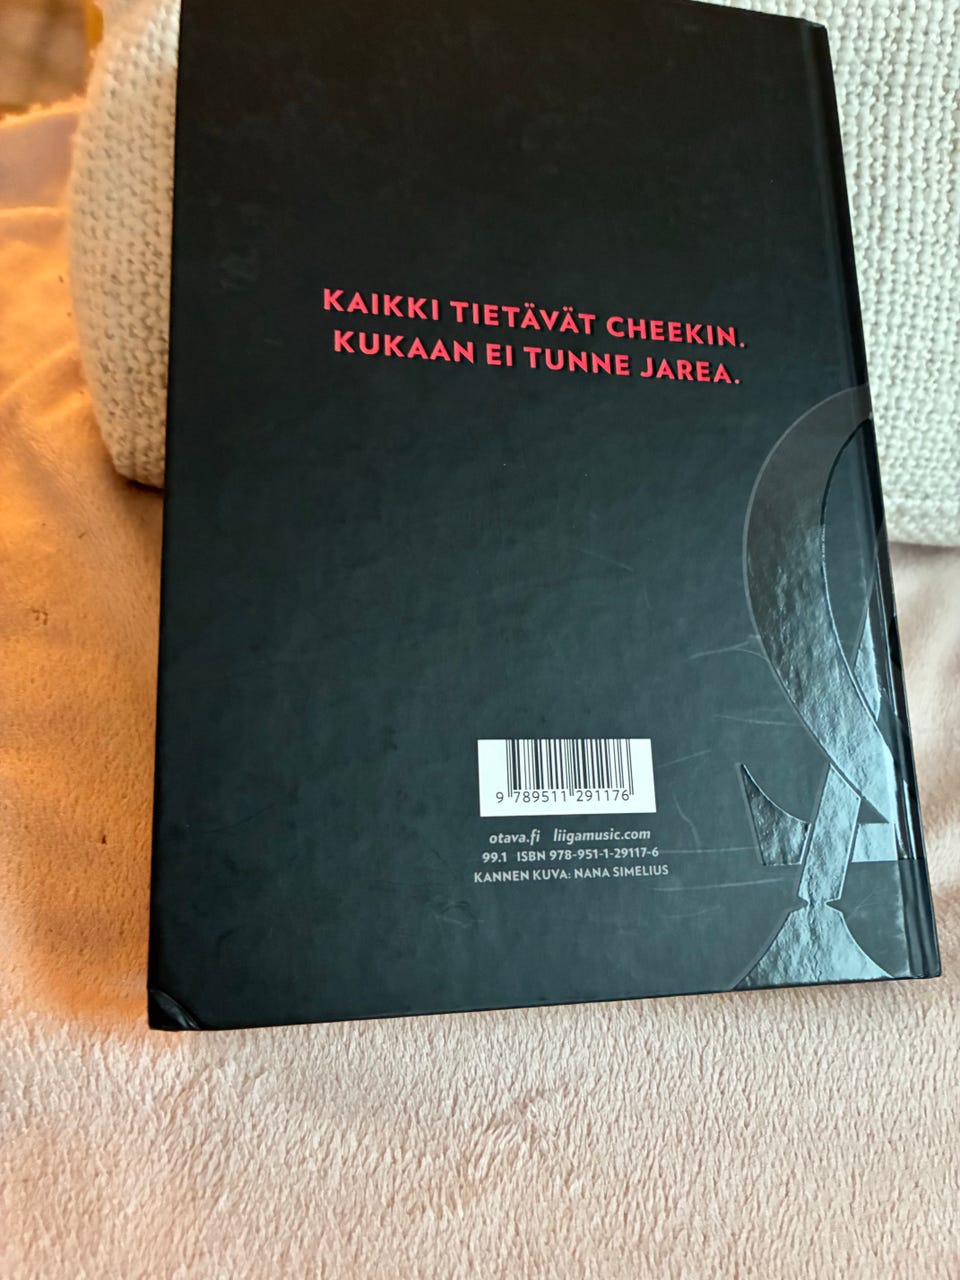 KAIKKI TIETÄVÄT CHEEKIN.
KUKAAN EI TUNNE JAREA.
9 789511 291176
otava.fi liigamusic.com
99.1 ISBN 978-951-1-29117-6
KANNEN KUVA: NANA SIMELIUS